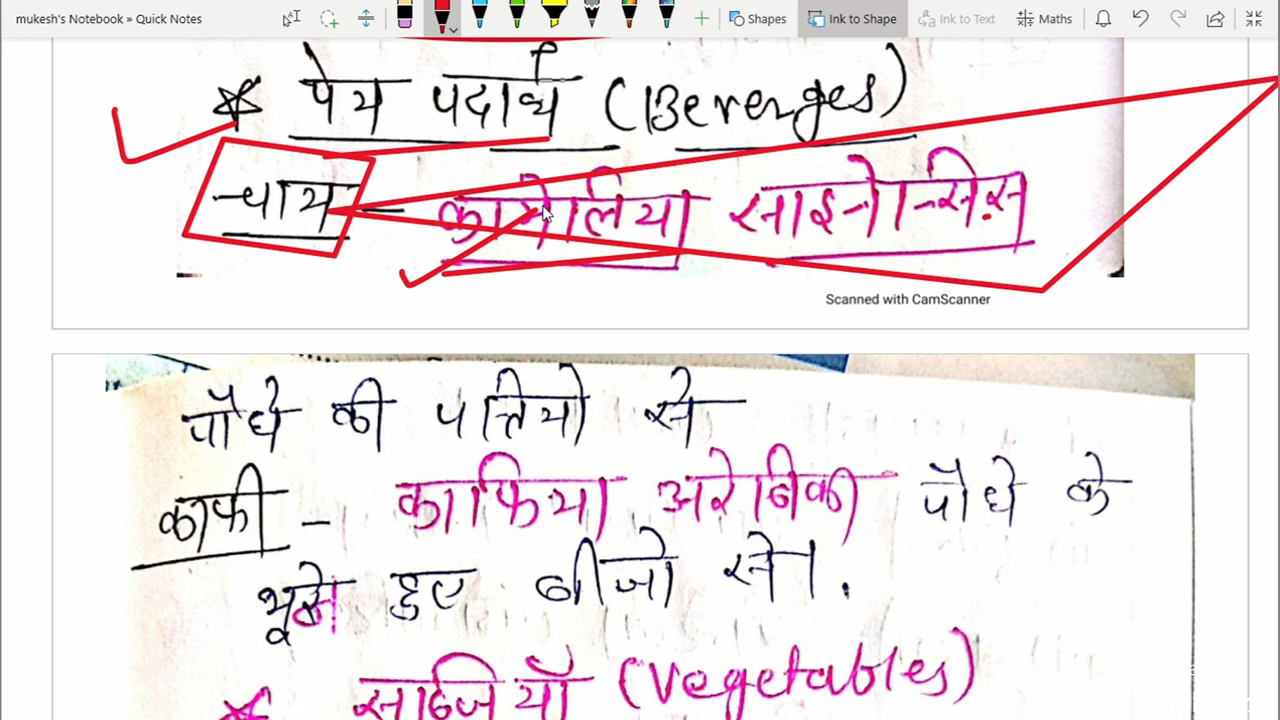 mukesh's Notebook » Quick Notes
Shapes Ink to Shape Ink to Text Maths
पेय पदार्थ (Beverges)
चाय - कामेलिया साइनेन्सिस
Scanned with CamScanner
पौधे की पत्तियो से
काफी - काफिया अरेबिका पौधे के
हुए बीजो से।
सब्जियाँ (Vegetables)